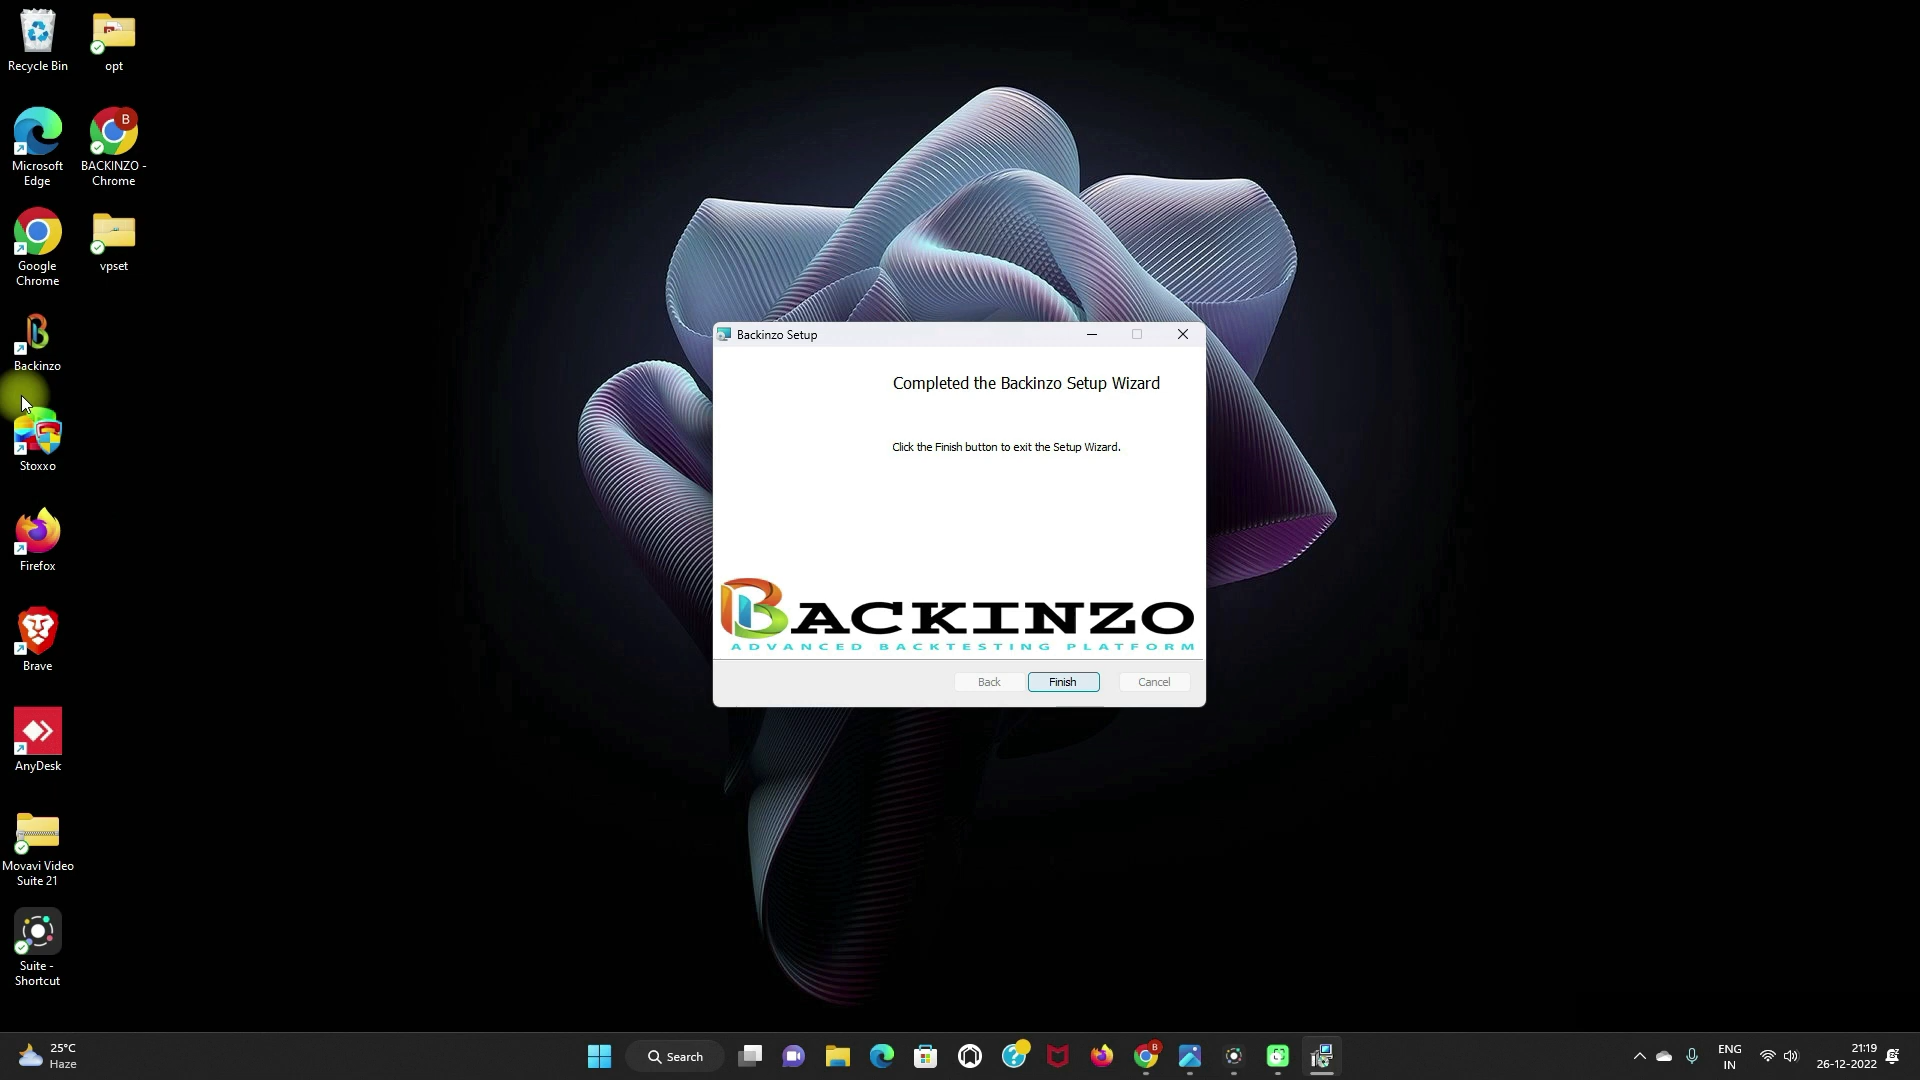 Recycle Bin
opt
Microsoft
Edge
B
BACKINZO -
Chrome
Google
Chrome
vpset
Backinzo
Stoxxo
Firefox
Brave
AnyDesk
Movavi Video
Suite 21
Suite -
Shortcut
Backinzo Setup
Completed the Backinzo Setup Wizard
Click the Finish button to exit the Setup Wizard.
BACKINZO
ADVANCED BACKTESTING PLATFORM
Back
Finish
Cancel
25°C
Haze
Search
B
ENG
IN
21:19
26-12-2022